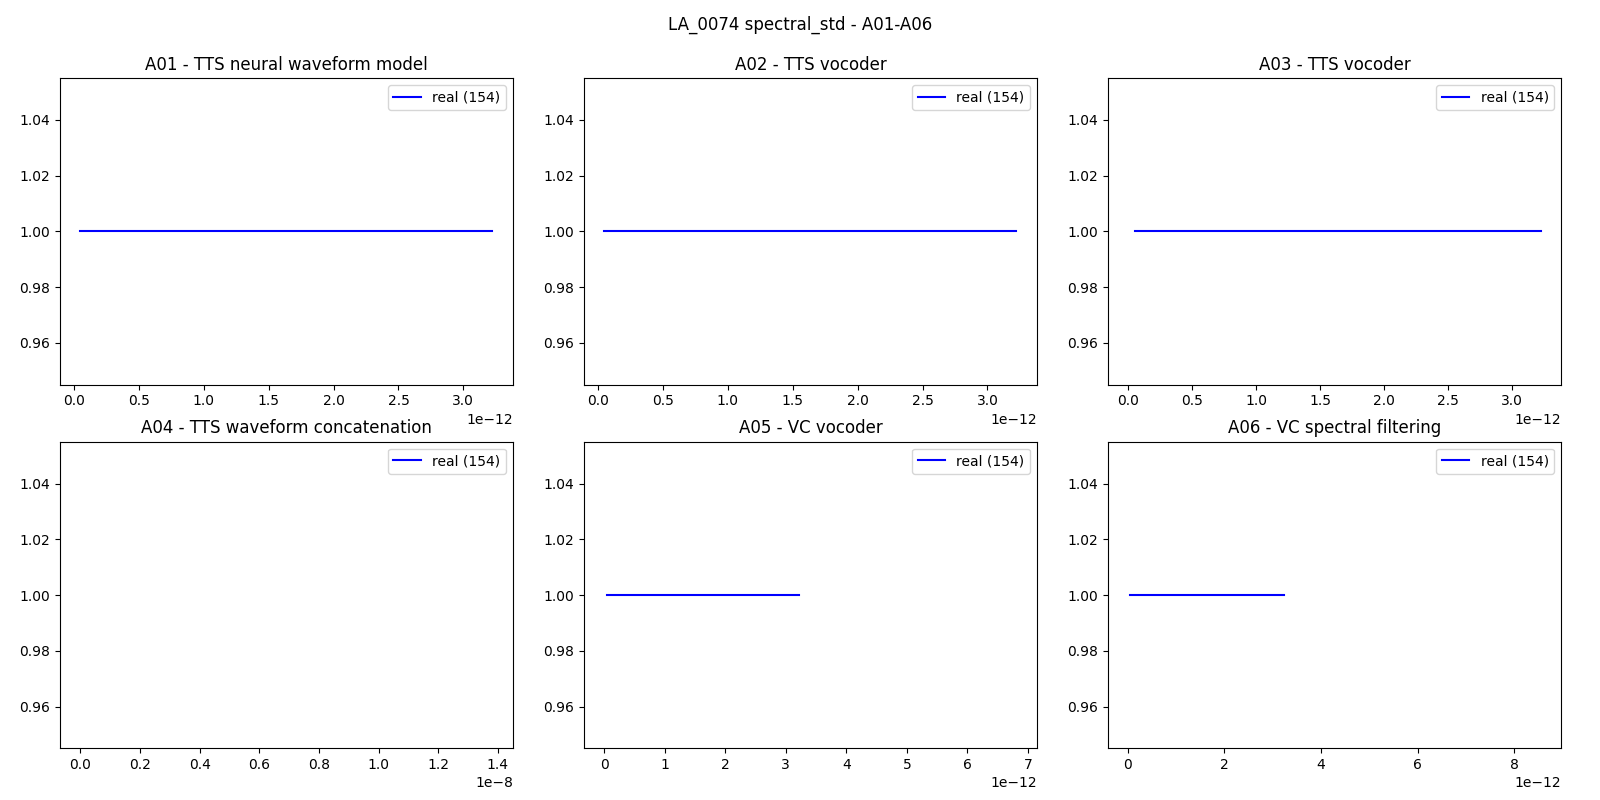 LA_0074 spectral_std - A01-A06
A01 - TTS neural waveform model
A02 - TTS vocoder
A03 - TTS vocoder
real (154)
real (154)
real (154)
1.04
1.02
1.00
0.98
0.96
1.04
1.02
1.00
0.98
0.96
1.04
1.02
1.00
0.98
0.96
0.0 0.5 1.0 1.5 2.0 2.5 3.0
1e−12
0.0 0.5 1.0 1.5 2.0 2.5 3.0
1e−12
0.0 0.5 1.0 1.5 2.0 2.5 3.0
1e−12
A04 - TTS waveform concatenation
A05 - VC vocoder
A06 - VC spectral filtering
real (154)
real (154)
real (154)
1.04
1.02
1.00
0.98
0.96
1.04
1.02
1.00
0.98
0.96
1.04
1.02
1.00
0.98
0.96
0.0 0.2 0.4 0.6 0.8 1.0 1.2 1.4
1e−8
0 1 2 3 4 5 6 7
1e−12
0 2 4 6 8
1e−12